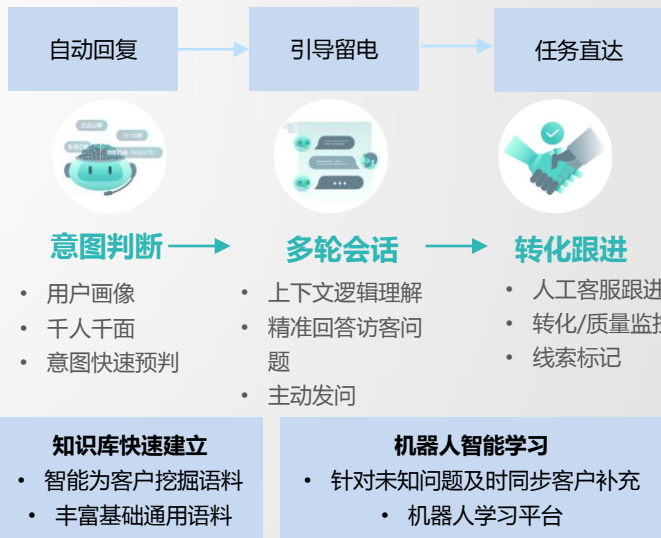 自动回复
引导留电
任务直达
意图判断
多轮会话
转化跟进
• 用户画像
• 千人千面
• 意图快速预判
• 上下文逻辑理解
• 精准回答访客问
题
• 主动发问
• 人工客服跟进
• 转化/质量监控
• 线索标记
知识库快速建立
• 智能为客户挖掘语料
• 丰富基础通用语料
机器人智能学习
• 针对未知问题及时同步客户补充
• 机器人学习平台